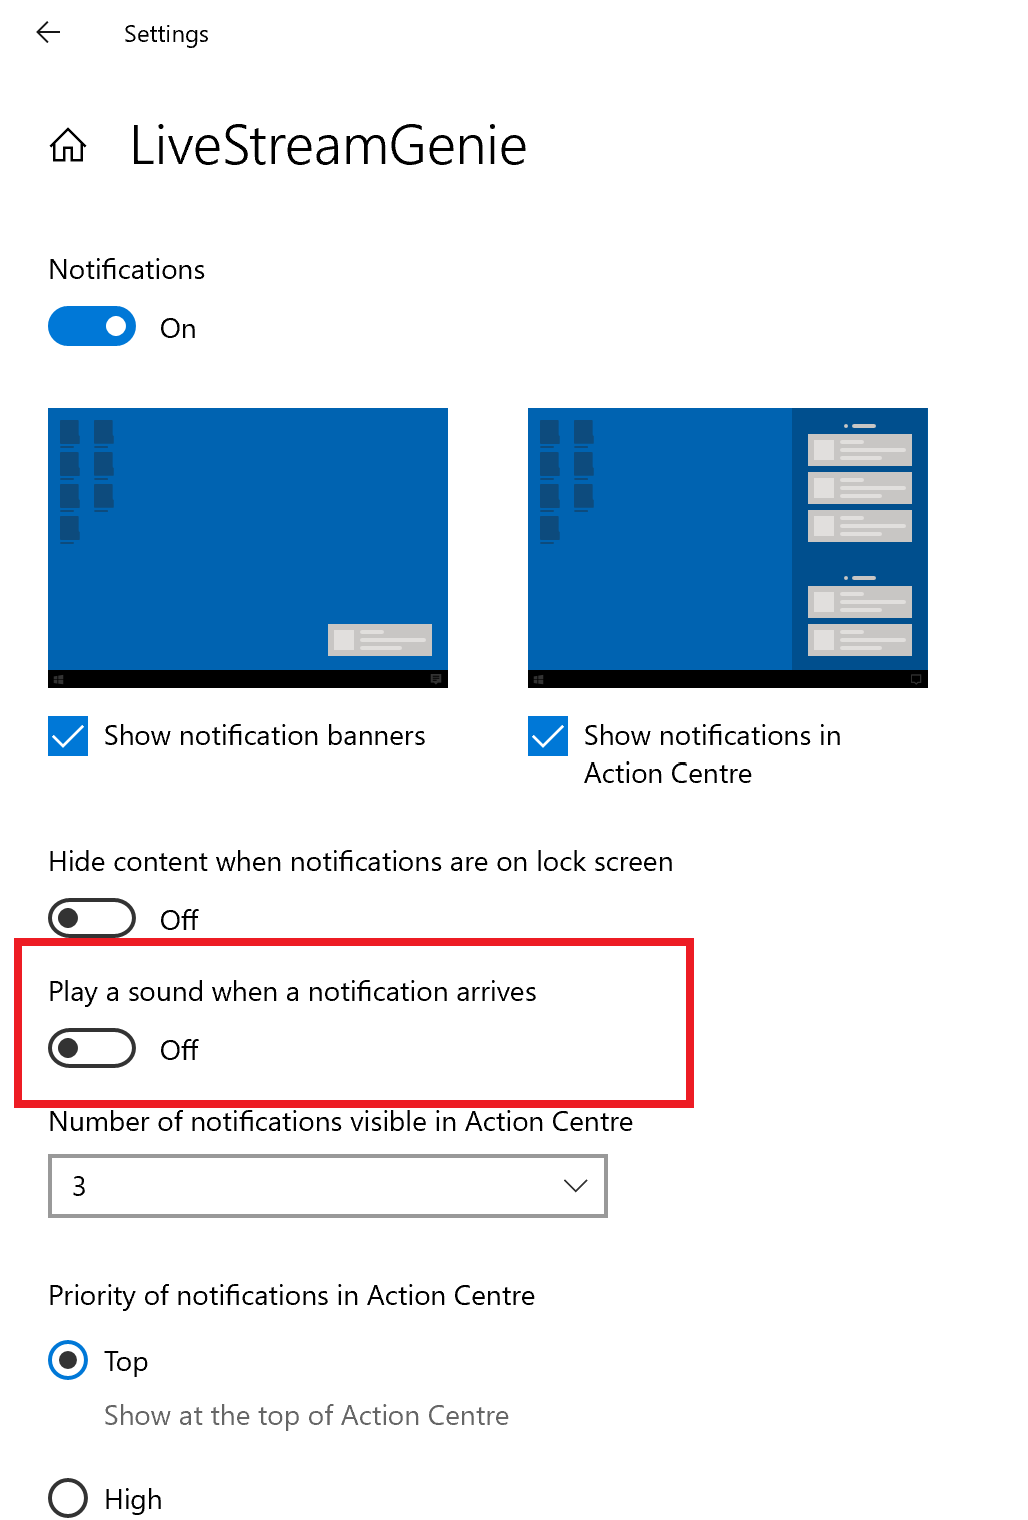 Settings
LiveStreamGenie
Notifications
On
Show notification banners
Show notifications in
Action Centre
Hide content when notifications are on lock screen
Off
Play a sound when a notification arrives
Off
Number of notifications visible in Action Centre
3
Priority of notifications in Action Centre
Top
Show at the top of Action Centre
High